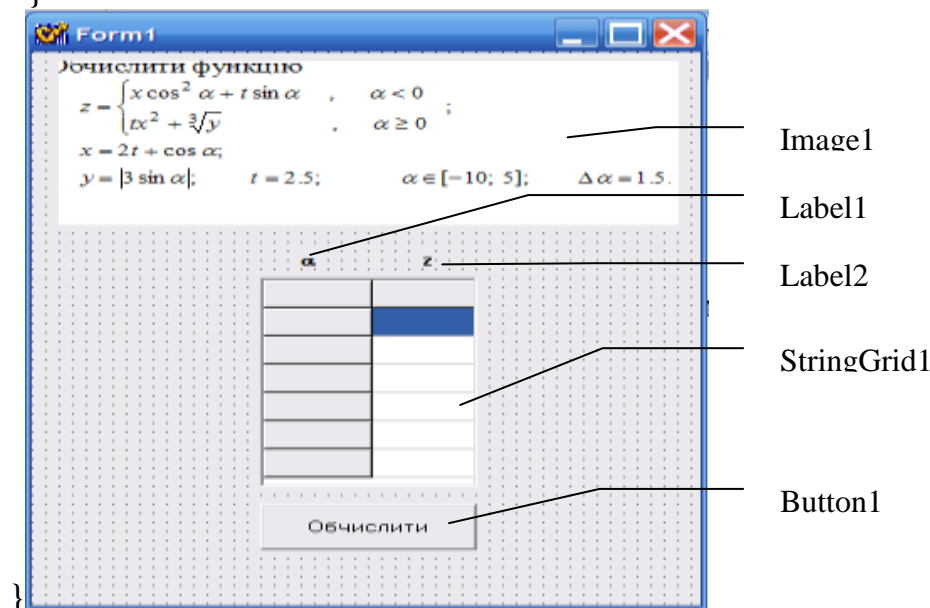 }
Form1
Обчислити функцію
z = { x cos² α + t sin α , α < 0
tx² + ∛y , α ≥ 0 ;
x = 2t + cos α;
y = |3 sin α|; t = 2.5; α ∈ [−10; 5]; Δα = 1.5.
Image1
Label1
α z
Label2
StringGrid1
Обчислити
Button1
}